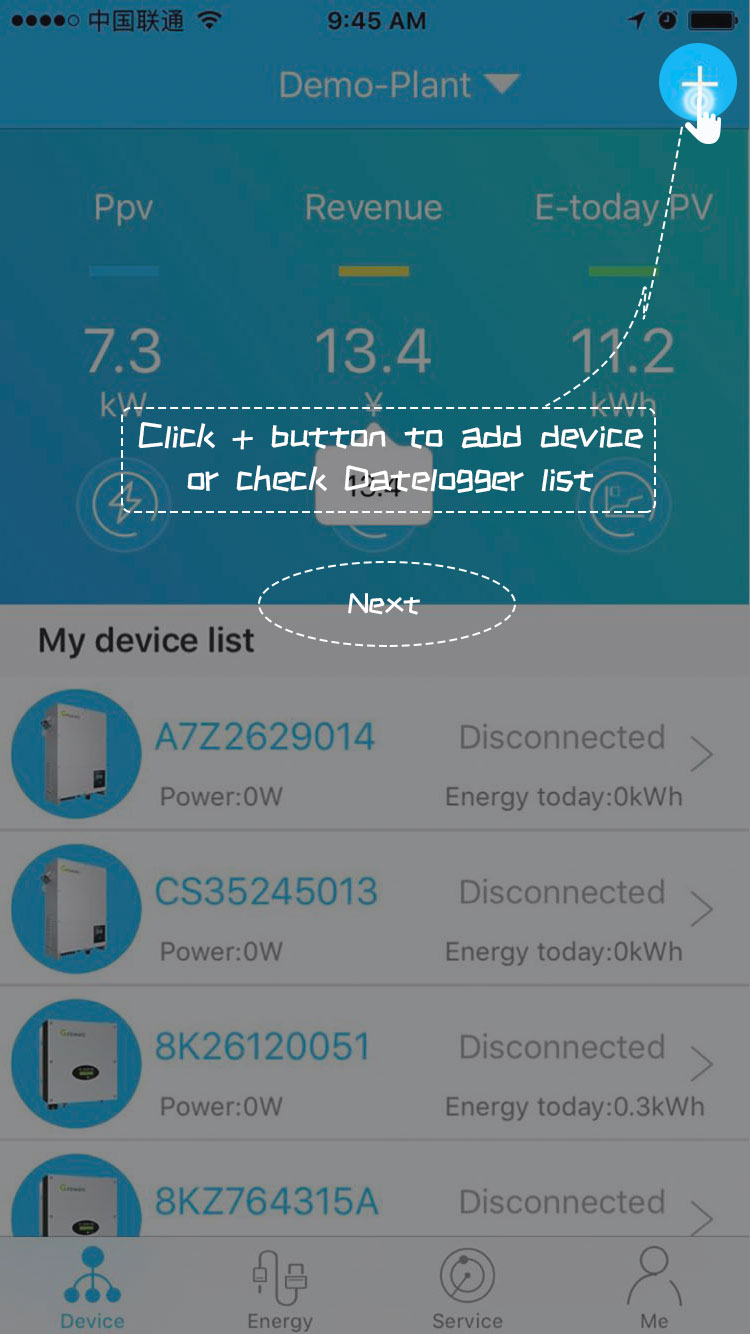 中国联通
9:45 AM
Demo-Plant
Ppv
Revenue
E-today PV
7.3
13.4
11.2
kW
¥
kWh
Click + button to add device
or check Datelogger list
13.4
Next
My device list
A7Z2629014
Disconnected
Power:0W
Energy today:0kWh
CS35245013
Disconnected
Power:0W
Energy today:0kWh
8K26120051
Disconnected
Power:0W
Energy today:0.3kWh
8KZ764315A
Disconnected
Device
Energy
Service
Me